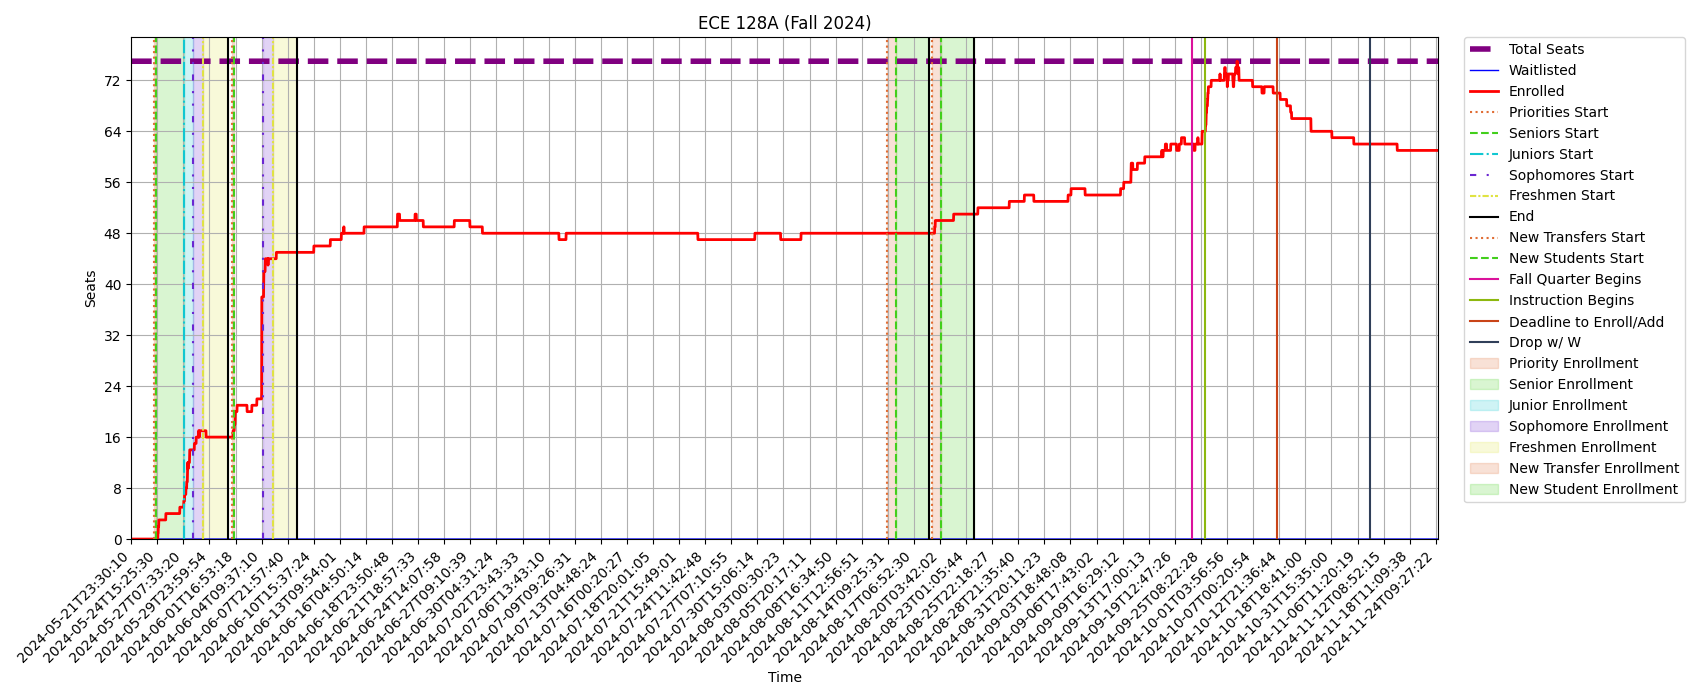 ECE 128A (Fall 2024)
Seats
72
64
56
48
40
32
24
16
8
0
2024-05-21T23:30:10
2024-05-24T15:25:30
2024-05-27T07:33:20
2024-05-29T23:59:54
2024-06-01T16:53:18
2024-06-04T09:37:10
2024-06-07T21:57:40
2024-06-10T15:37:24
2024-06-13T09:54:01
2024-06-16T04:50:14
2024-06-18T23:50:48
2024-06-21T18:57:33
2024-06-24T14:07:58
2024-06-27T09:10:39
2024-06-30T04:31:24
2024-07-02T23:43:33
2024-07-06T13:43:10
2024-07-09T09:26:31
2024-07-13T04:48:24
2024-07-16T00:20:27
2024-07-18T20:01:05
2024-07-21T15:49:01
2024-07-24T11:42:48
2024-07-27T07:10:55
2024-07-30T15:06:14
2024-08-03T00:30:23
2024-08-05T20:17:11
2024-08-08T16:34:50
2024-08-11T12:56:51
2024-08-14T09:25:31
2024-08-17T06:52:30
2024-08-20T03:42:02
2024-08-23T01:05:44
2024-08-25T22:18:27
2024-08-28T21:35:40
2024-08-31T20:11:23
2024-09-03T18:48:08
2024-09-06T17:43:02
2024-09-09T16:29:12
2024-09-13T17:00:13
2024-09-19T12:47:26
2024-09-25T08:22:28
2024-10-01T03:56:56
2024-10-07T00:20:54
2024-10-12T21:36:44
2024-10-18T18:41:00
2024-10-31T15:35:00
2024-11-06T11:20:19
2024-11-12T08:52:15
2024-11-18T11:09:38
2024-11-24T09:27:22
Time
Total Seats
Waitlisted
Enrolled
Priorities Start
Seniors Start
Juniors Start
Sophomores Start
Freshmen Start
End
New Transfers Start
New Students Start
Fall Quarter Begins
Instruction Begins
Deadline to Enroll/Add
Drop w/ W
Priority Enrollment
Senior Enrollment
Junior Enrollment
Sophomore Enrollment
Freshmen Enrollment
New Transfer Enrollment
New Student Enrollment